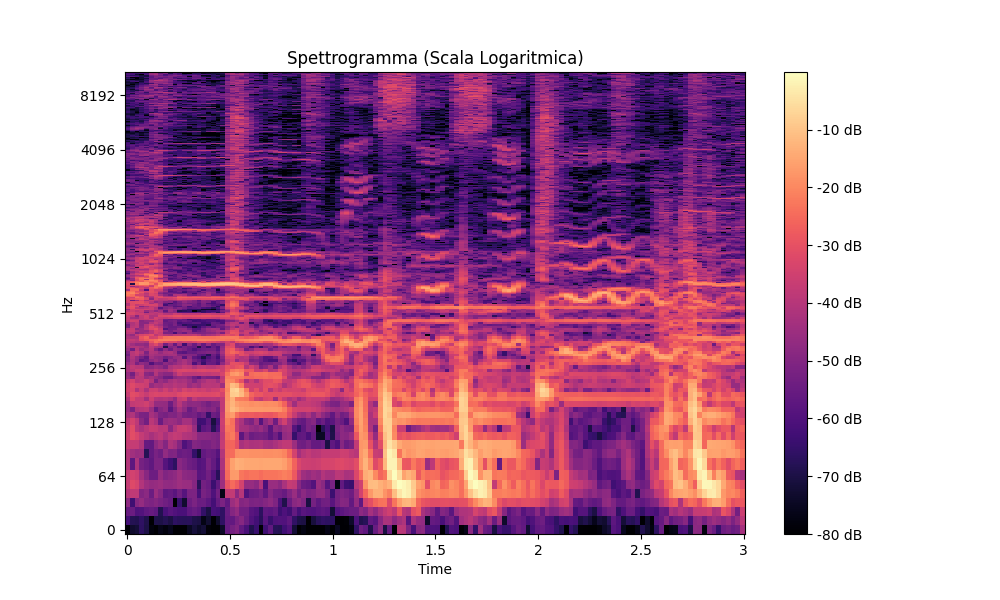 Spettrogramma (Scala Logaritmica)
8192
4096
2048
1024
512
256
128
64
0
Hz
0 0.5 1 1.5 2 2.5 3
Time
-10 dB
-20 dB
-30 dB
-40 dB
-50 dB
-60 dB
-70 dB
-80 dB